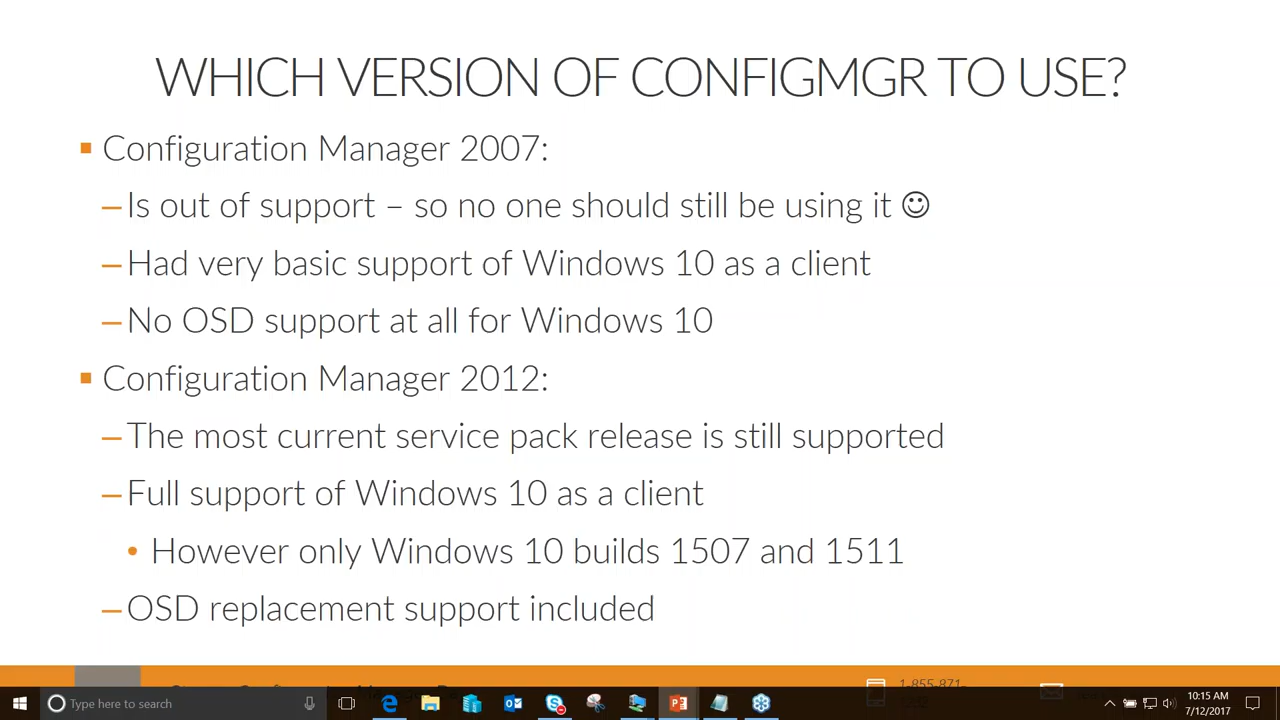 WHICH VERSION OF CONFIGMGR TO USE?
Configuration Manager 2007:
–Is out of support – so no one should still be using it ☺
–Had very basic support of Windows 10 as a client
–No OSD support at all for Windows 10
Configuration Manager 2012:
–The most current service pack release is still supported
–Full support of Windows 10 as a client
• However only Windows 10 builds 1507 and 1511
–OSD replacement support included
1-855-871-
Type here to search
10:15 AM
7/12/2017